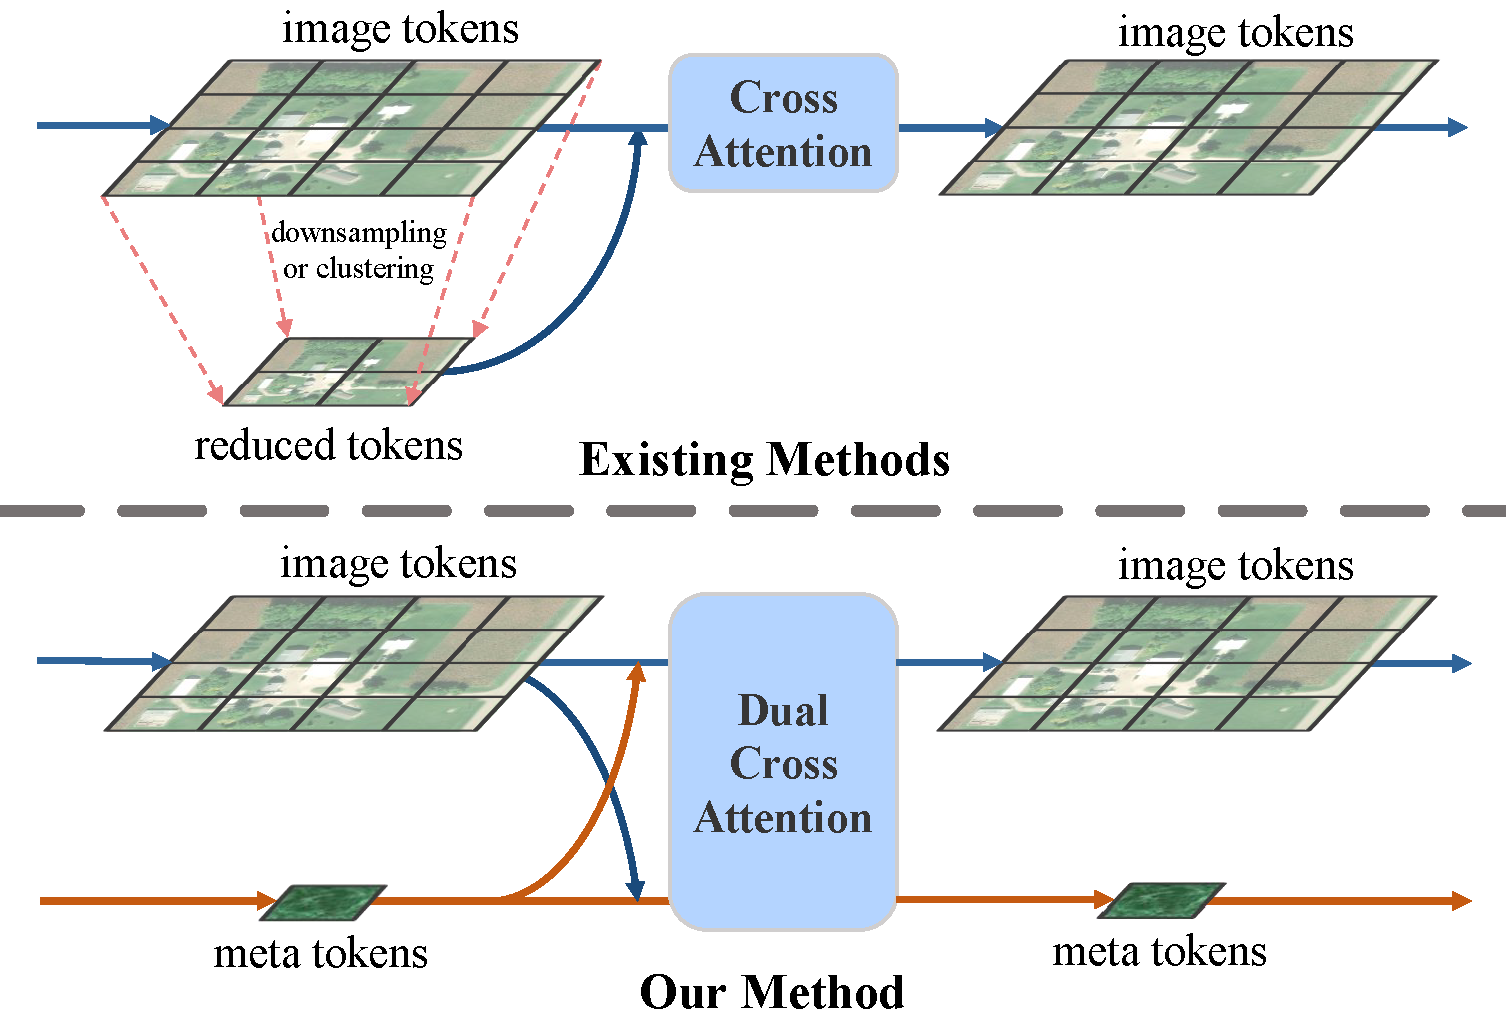 image tokens
image tokens
Cross
Attention
downsampling
or clustering
reduced tokens
Existing Methods
image tokens
image tokens
Dual
Cross
Attention
meta tokens
meta tokens
Our Method